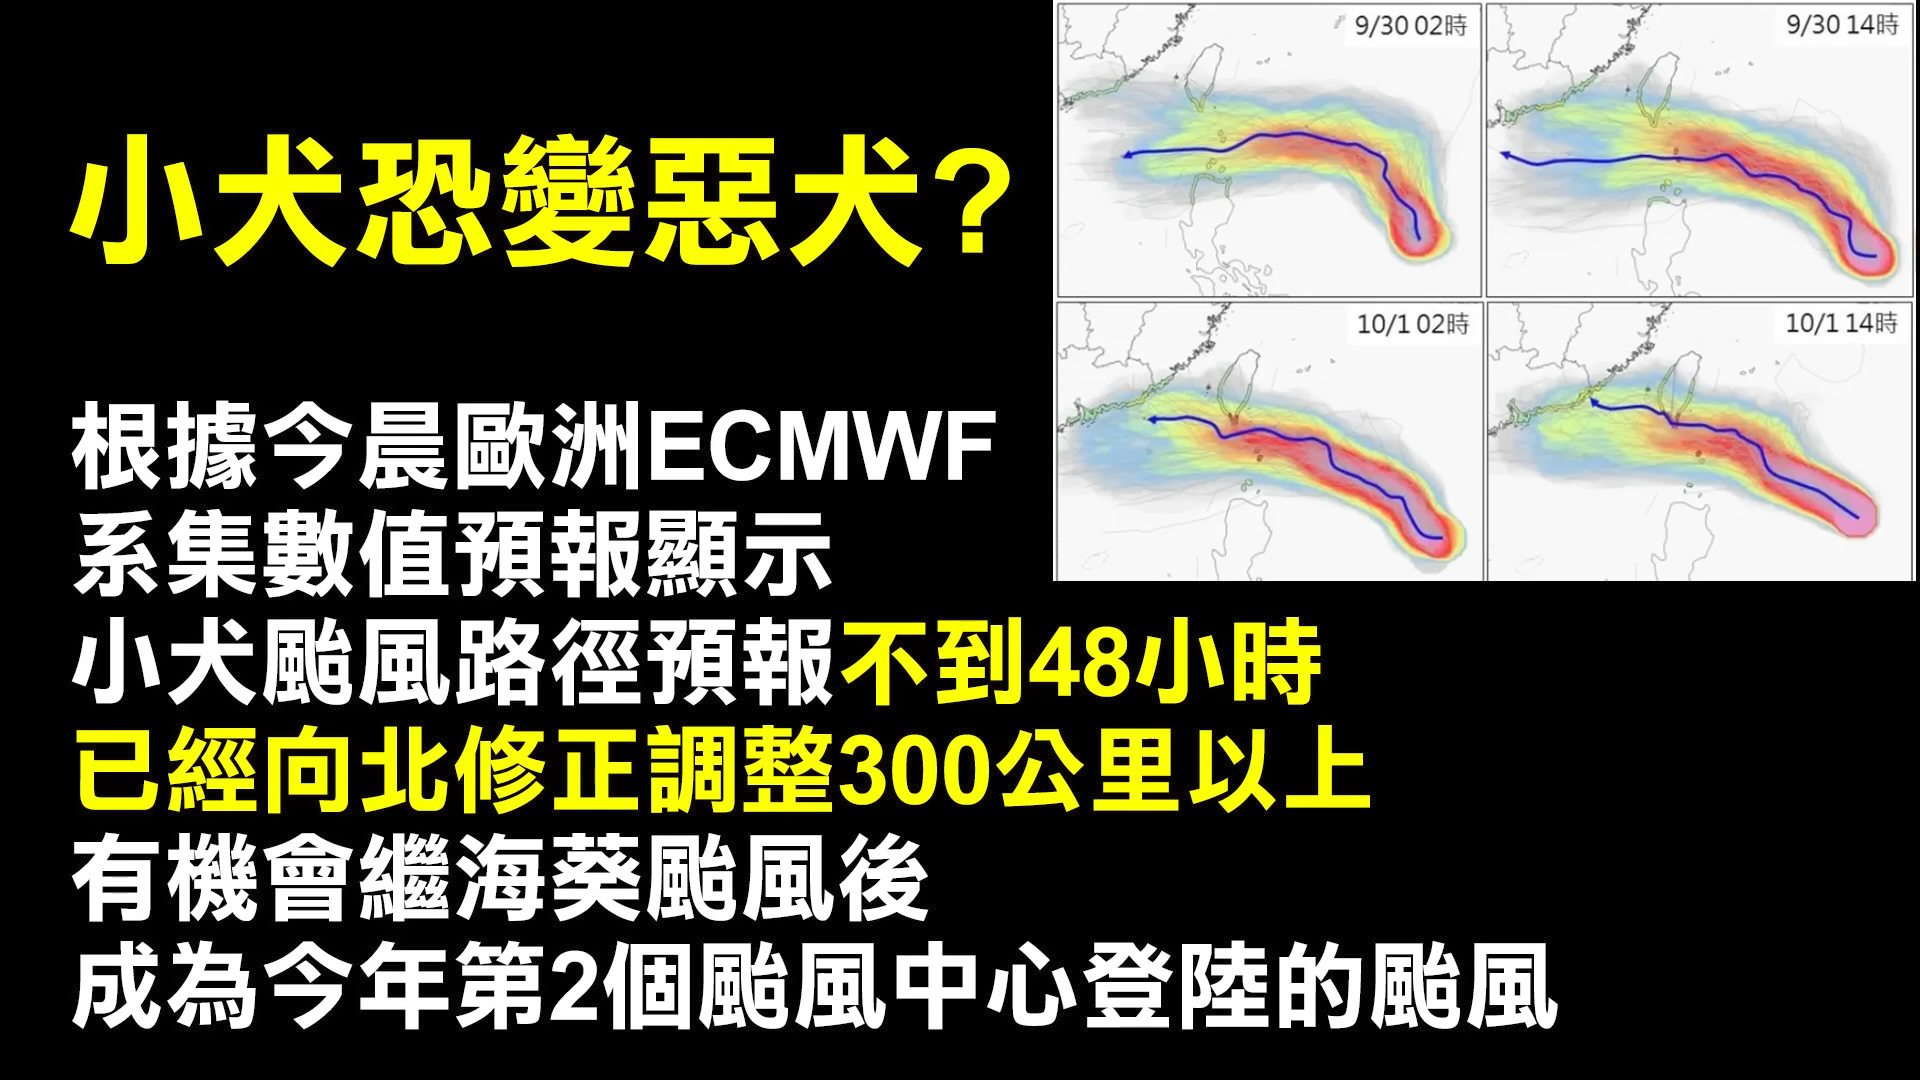 小犬恐變惡犬?
9/30 02時
9/30 14時
10/1 02時
10/1 14時
根據今晨歐洲ECMWF
系集數值預報顯示
小犬颱風路徑預報不到48小時
已經向北修正調整300公里以上
有機會繼海葵颱風後
成為今年第2個颱風中心登陸的颱風